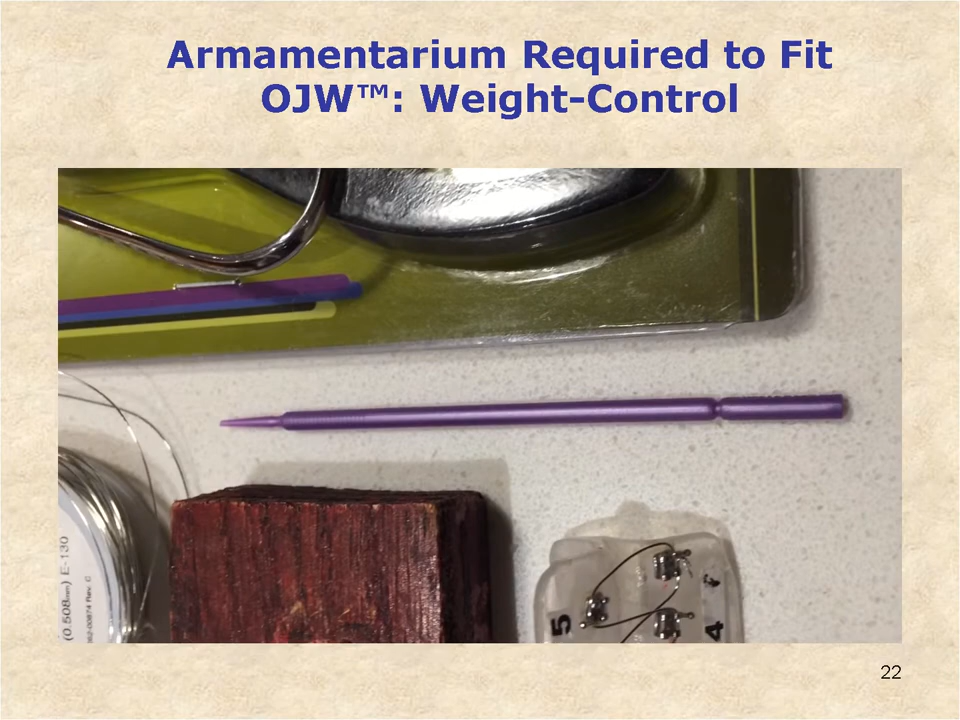 Armamentarium Required to Fit
OJW™: Weight-Control
(0.508mm) E-130
5
4
22